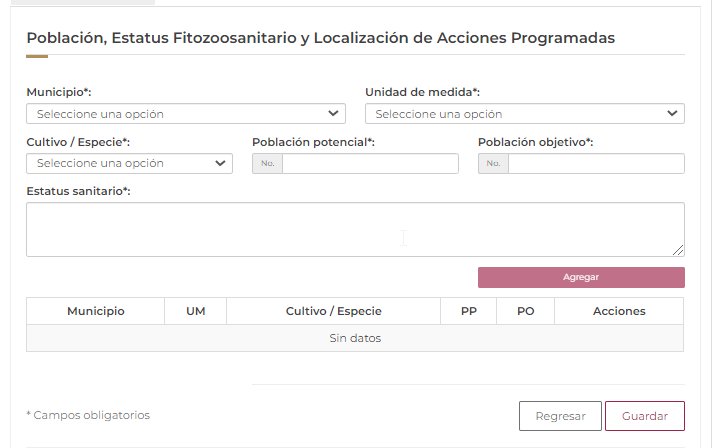 Población, Estatus Fitozoosanitario y Localización de Acciones Programadas
Municipio*: Unidad de medida*:
Seleccione una opción Seleccione una opción
Cultivo / Especie*: Población potencial*: Población objetivo*:
Seleccione una opción No. No.
Estatus sanitario*:
Agregar
Municipio UM Cultivo / Especie PP PO Acciones
Sin datos
* Campos obligatorios Regresar Guardar